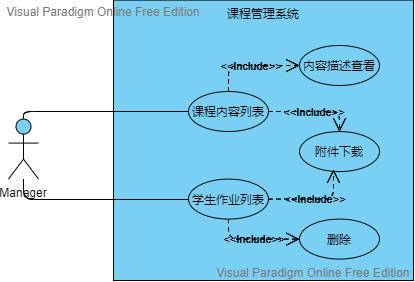 Visual Paradigm Online Free Edition
课程管理系统
<<Include>>
内容描述查看
课程内容列表
<<Include>>
附件下载
Manager
学生作业列表
<<Include>>
<<Include>>
删除
Visual Paradigm Online Free Edition